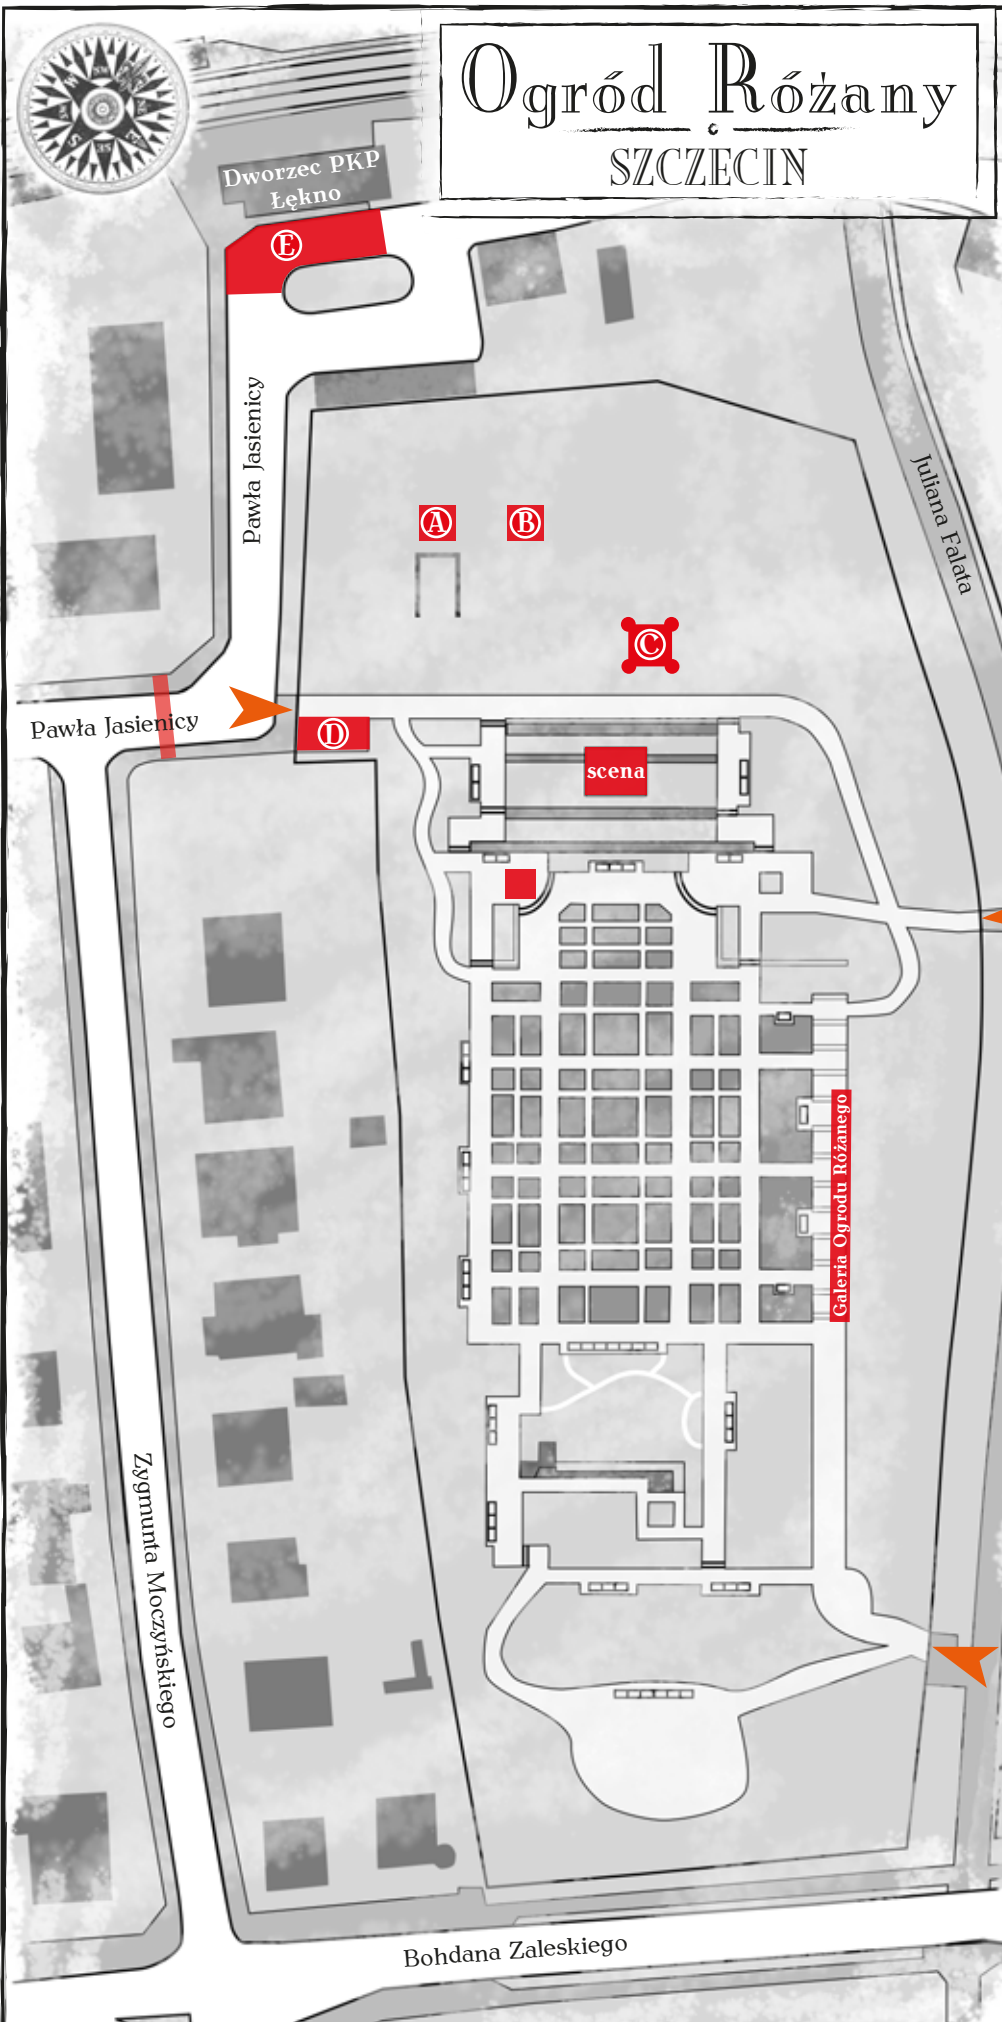 Ogród Różany
SZCZECIN
Dworzec PKP
Łękno
E
Pawła Jasienicy
Juliana Fałata
A
B
C
Pawła Jasienicy
D
scena
Galeria Ogrodu Różanego
Zygmunta Moczyńskiego
Bohdana Zaleskiego